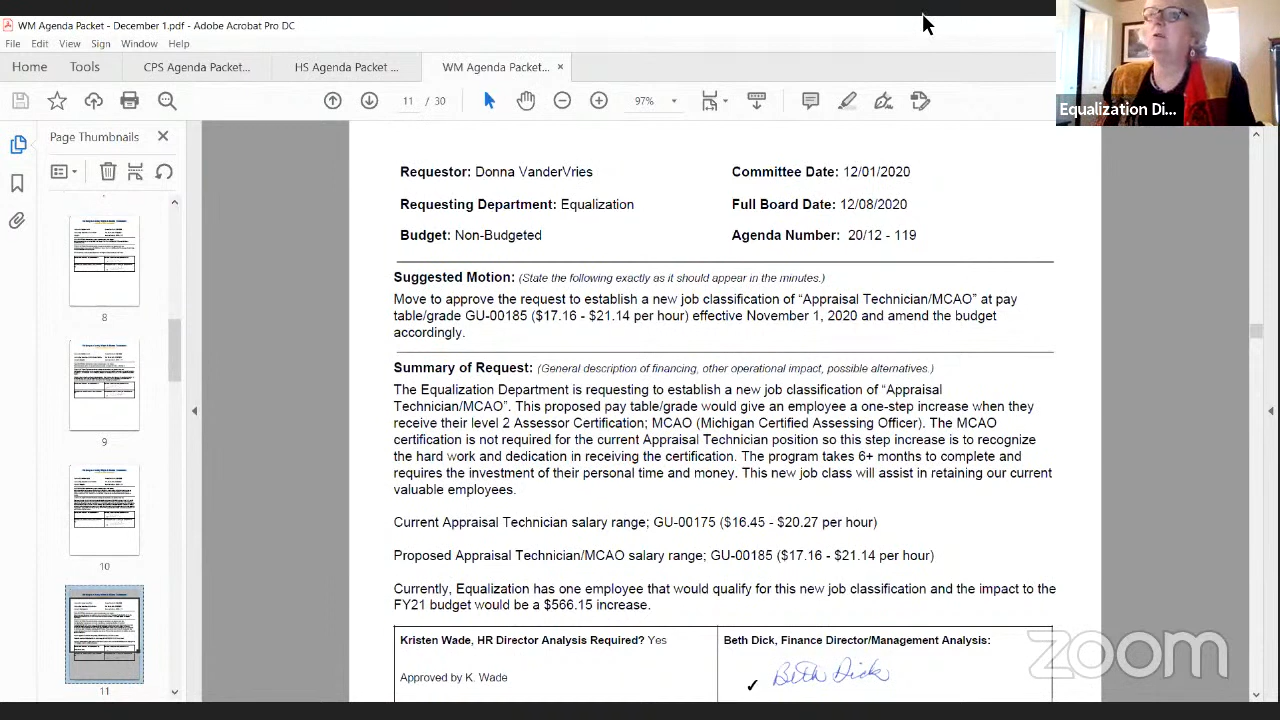 WM Agenda Packet - December 1.pdf - Adobe Acrobat Pro DC
File Edit View Sign Window Help
Home Tools CPS Agenda Packet... HS Agenda Packet ... WM Agenda Packet... ×
11 / 30 97%
Equalization Di...
Page Thumbnails
8
9
10
11
Requestor: Donna VanderVries Committee Date: 12/01/2020
Requesting Department: Equalization Full Board Date: 12/08/2020
Budget: Non-Budgeted Agenda Number: 20/12 - 119
Suggested Motion: (State the following exactly as it should appear in the minutes.)
Move to approve the request to establish a new job classification of “Appraisal Technician/MCAO” at pay
table/grade GU-00185 ($17.16 - $21.14 per hour) effective November 1, 2020 and amend the budget
accordingly.
Summary of Request: (General description of financing, other operational impact, possible alternatives.)
The Equalization Department is requesting to establish a new job classification of “Appraisal
Technician/MCAO”. This proposed pay table/grade would give an employee a one-step increase when they
receive their level 2 Assessor Certification; MCAO (Michigan Certified Assessing Officer). The MCAO
certification is not required for the current Appraisal Technician position so this step increase is to recognize
the hard work and dedication in receiving the certification. The program takes 6+ months to complete and
requires the investment of their personal time and money. This new job class will assist in retaining our current
valuable employees.
Current Appraisal Technician salary range; GU-00175 ($16.45 - $20.27 per hour)
Proposed Appraisal Technician/MCAO salary range; GU-00185 ($17.16 - $21.14 per hour)
Currently, Equalization has one employee that would qualify for this new job classification and the impact to the
FY21 budget would be a $566.15 increase.
Kristen Wade, HR Director Analysis Required? Yes Beth Dick, Finance Director/Management Analysis:
Approved by K. Wade ✓ Beth Dick
zoom